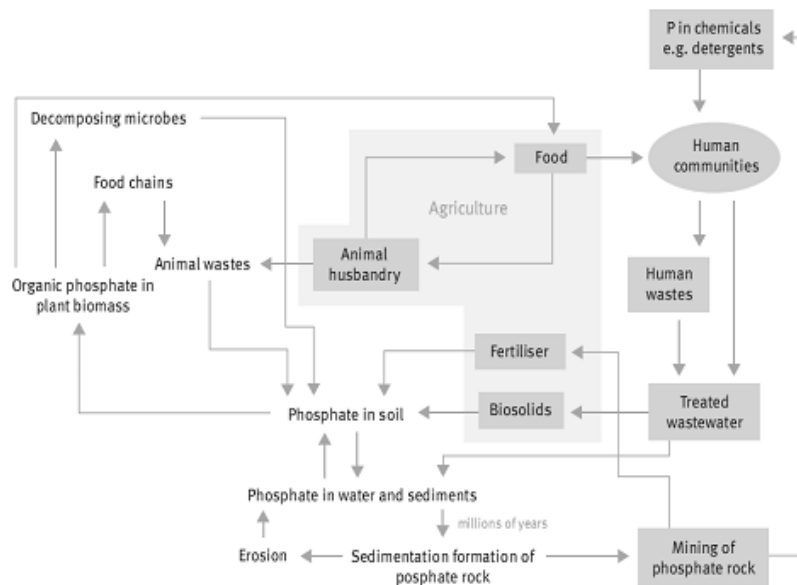 P in chemicals
e.g. detergents
Decomposing microbes
Food
Human
communities
Food chains
Agriculture
Animal wastes
Animal
husbandry
Human
wastes
Organic phosphate in
plant biomass
Fertiliser
Biosolids
Treated
wastewater
Phosphate in soil
Phosphate in water and sediments
millions of years
Erosion
Sedimentation formation of
posphate rock
Mining of
phosphate rock